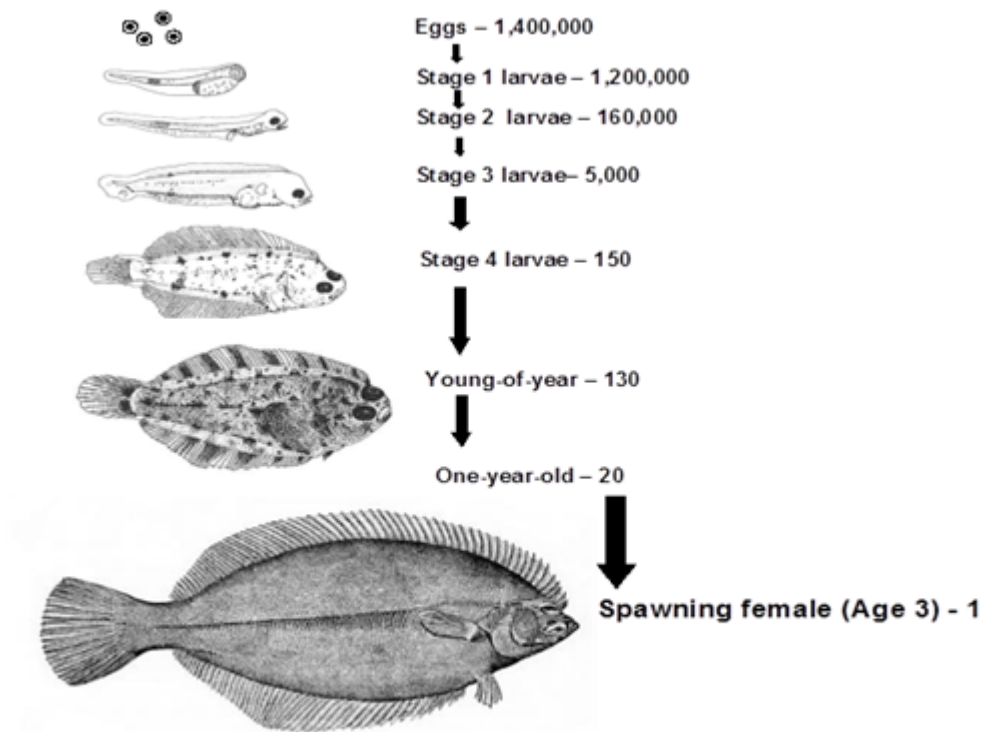 Eggs – 1,400,000
Stage 1 larvae – 1,200,000
Stage 2 larvae – 160,000
Stage 3 larvae– 5,000
Stage 4 larvae – 150
Young-of-year – 130
One-year-old – 20
Spawning female (Age 3) - 1